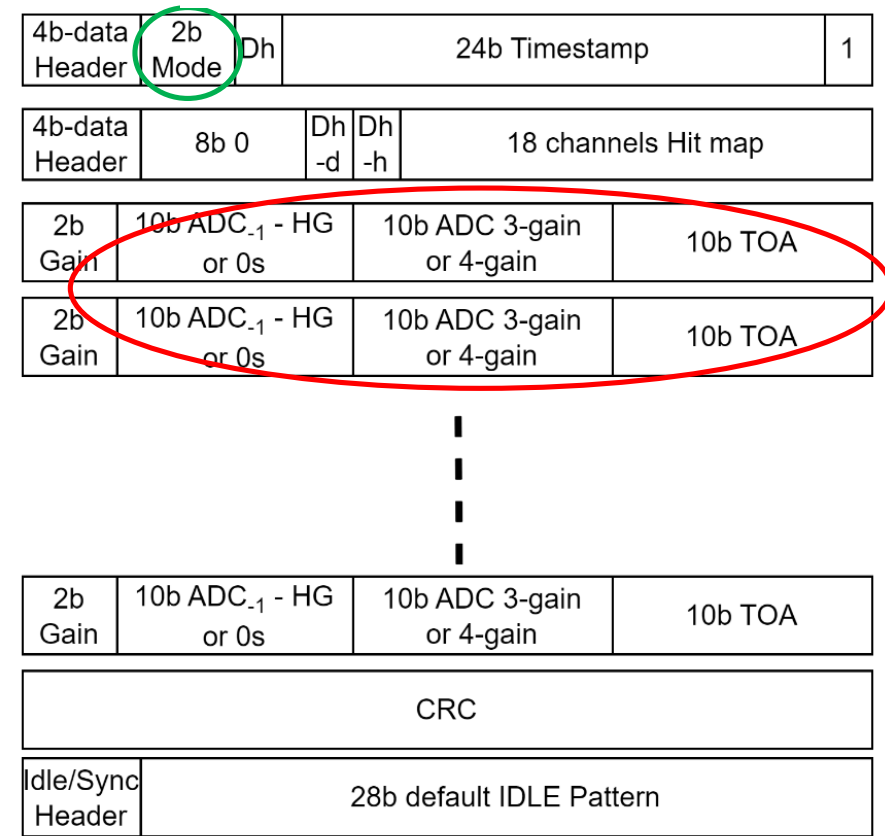 4b-data Header 2b Mode Dh 24b Timestamp 1
4b-data Header 8b 0 Dh -d Dh -h 18 channels Hit map
2b Gain 10b ADC-1 - HG or 0s 10b ADC 3-gain or 4-gain 10b TOA
2b Gain 10b ADC-1 - HG or 0s 10b ADC 3-gain or 4-gain 10b TOA
2b Gain 10b ADC-1 - HG or 0s 10b ADC 3-gain or 4-gain 10b TOA
CRC
Idle/Sync Header 28b default IDLE Pattern